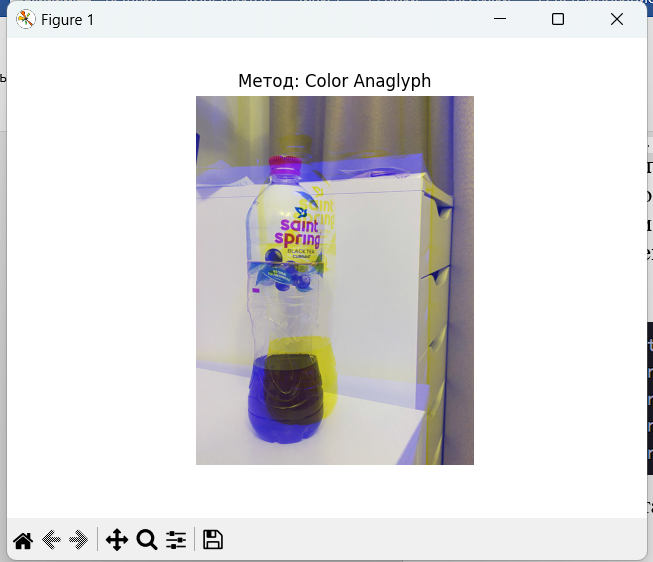 Figure 1
Метод: Color Anaglyph
saint
spring
BLACK TEA
CURRANT